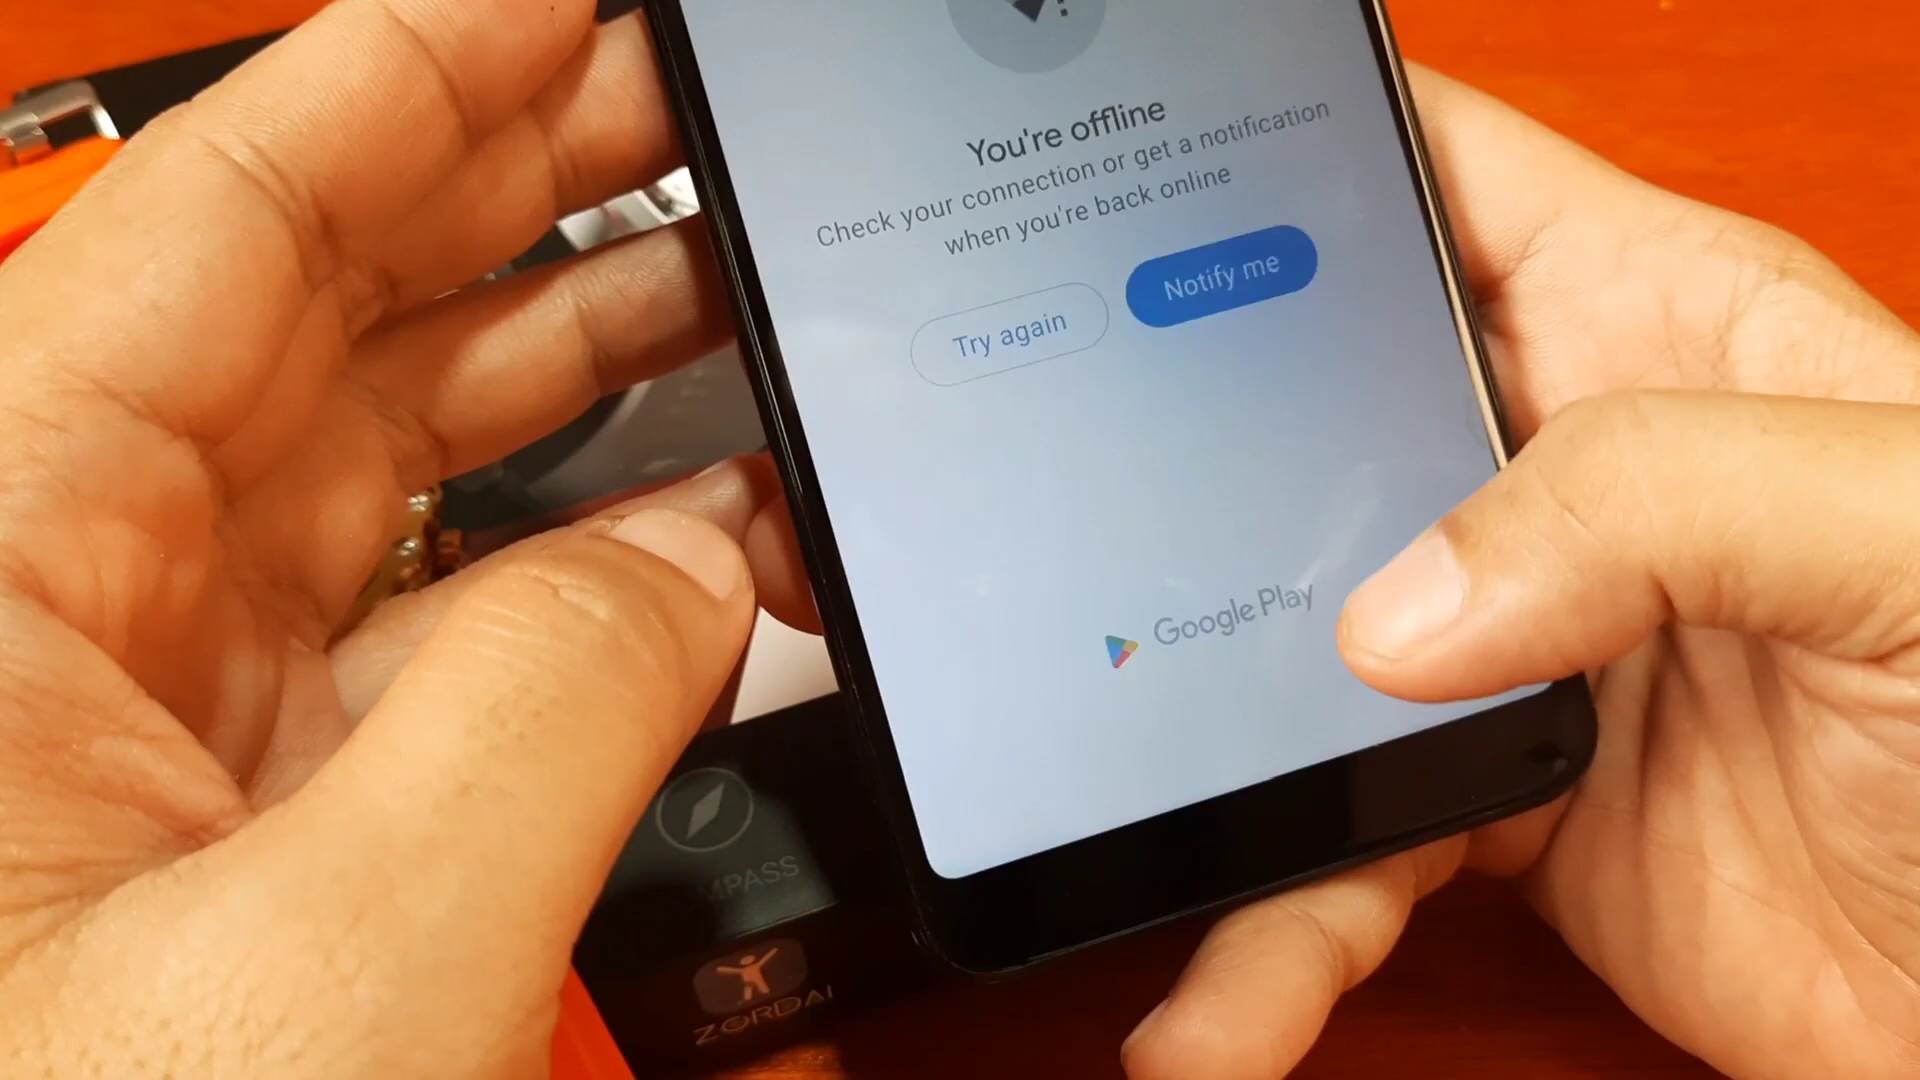 You're offline
Check your connection or get a notification
when you're back online
Try again
Notify me
Google Play
MPASS
ZORDAI